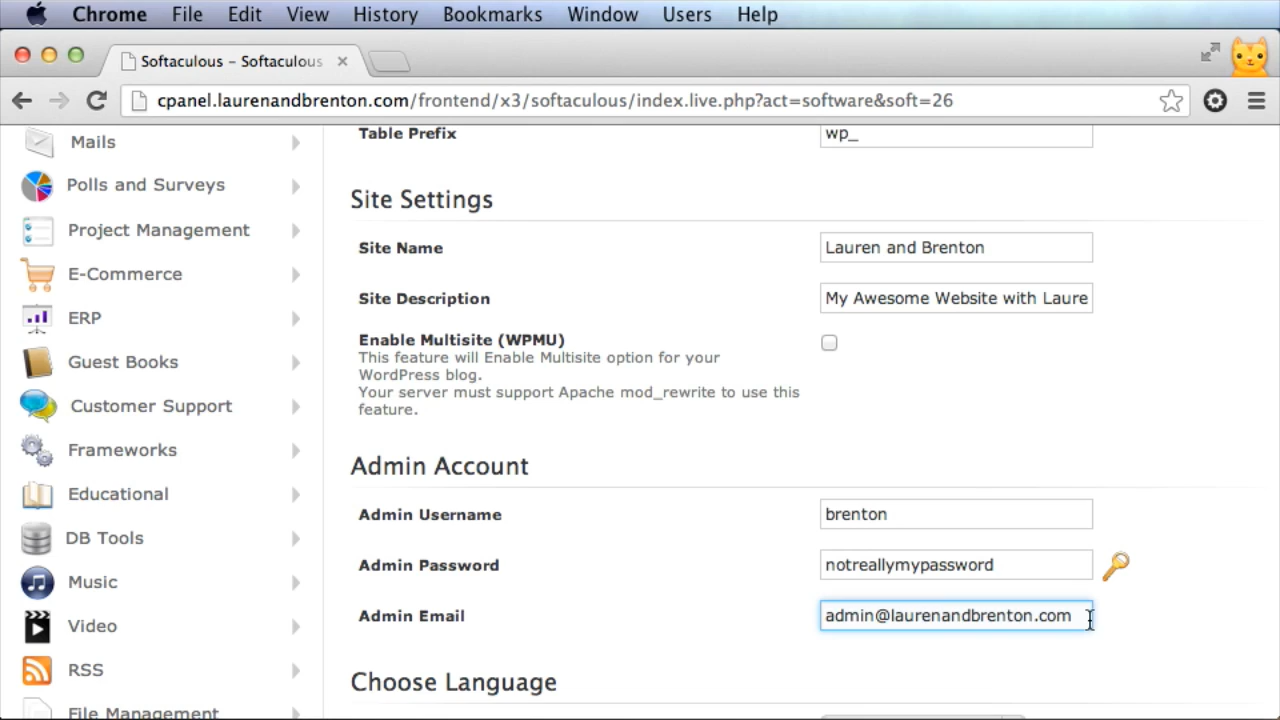 Chrome File Edit View History Bookmarks Window Users Help
Softaculous – Softaculous
cpanel.laurenandbrenton.com/frontend/x3/softaculous/index.live.php?act=software&soft=26
Mails
Polls and Surveys
Project Management
E-Commerce
ERP
Guest Books
Customer Support
Frameworks
Educational
DB Tools
Music
Video
RSS
File Management
Table Prefix wp_
Site Settings
Site Name Lauren and Brenton
Site Description My Awesome Website with Laure
Enable Multisite (WPMU)
This feature will Enable Multisite option for your
WordPress blog.
Your server must support Apache mod_rewrite to use this
feature.
Admin Account
Admin Username brenton
Admin Password notreallymypassword
Admin Email admin@laurenandbrenton.com
Choose Language